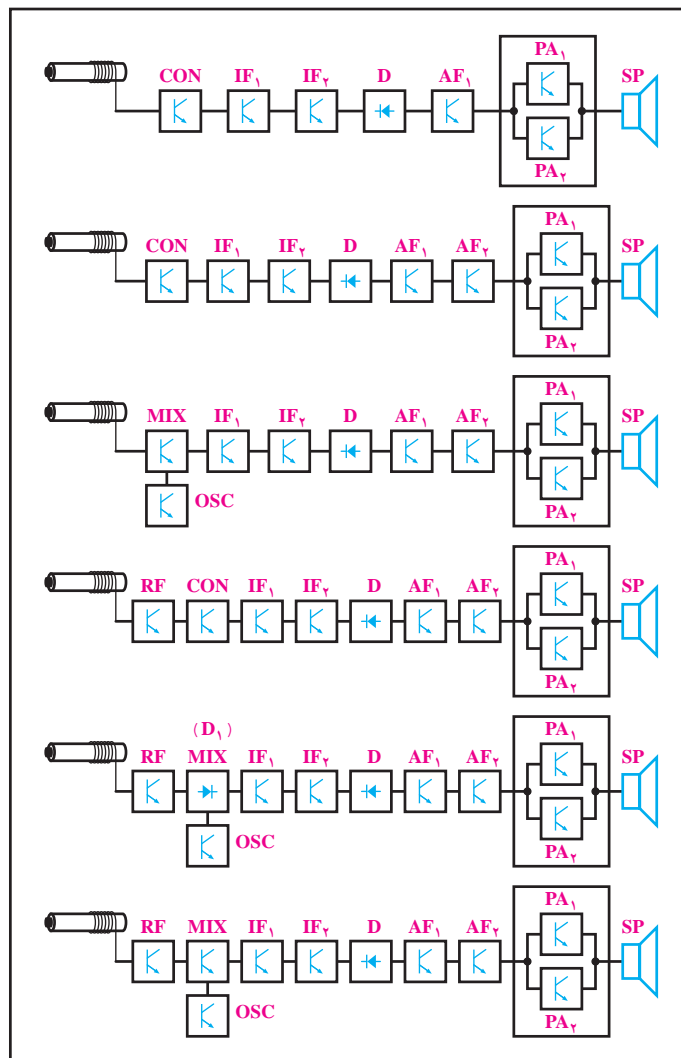 PA۱
CON IF۱ IF۲ D AF۱ SP
PA۲
PA۱
CON IF۱ IF۲ D AF۱ AF۲ SP
PA۲
PA۱
MIX IF۱ IF۲ D AF۱ AF۲ SP
OSC PA۲
PA۱
RF CON IF۱ IF۲ D AF۱ AF۲ SP
PA۲
(D۱) PA۱
RF MIX IF۱ IF۲ D AF۱ AF۲ SP
OSC PA۲
PA۱
RF MIX IF۱ IF۲ D AF۱ AF۲ SP
OSC PA۲